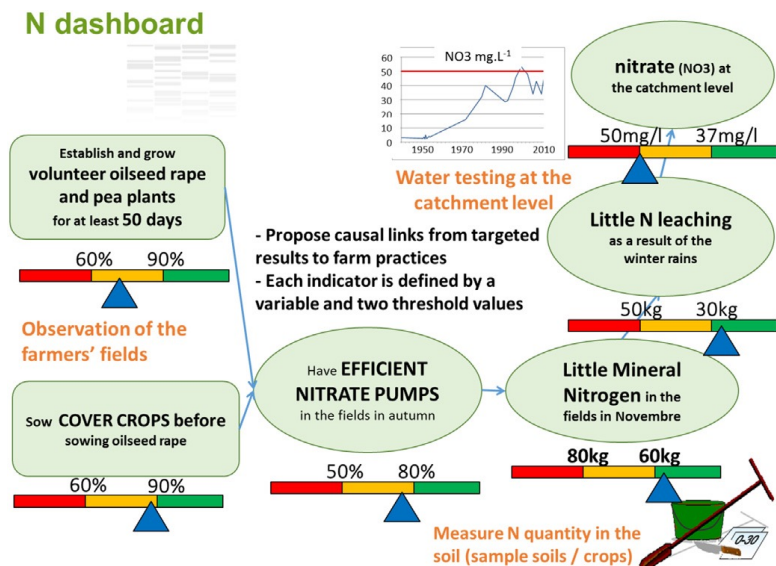 N dashboard
NO3 mg.L-1
60
50
40
30
20
10
0
1950
1970
1990
2010
nitrate (NO3) at
the catchment level
50mg/l 37mg/l
Water testing at the
catchment level
Establish and grow
volunteer oilseed rape
and pea plants
for at least 50 days
60% 90%
Observation of the
farmers' fields
- Propose causal links from targeted
results to farm practices
- Each indicator is defined by a
variable and two threshold values
Little N leaching
as a result of the
winter rains
50kg 30kg
Sow COVER CROPS before
sowing oilseed rape
60% 90%
Have EFFICIENT
NITRATE PUMPS
in the fields in autumn
50% 80%
Little Mineral
Nitrogen in the
fields in Novembre
80kg 60kg
Measure N quantity in the
soil (sample soils / crops)
0-30